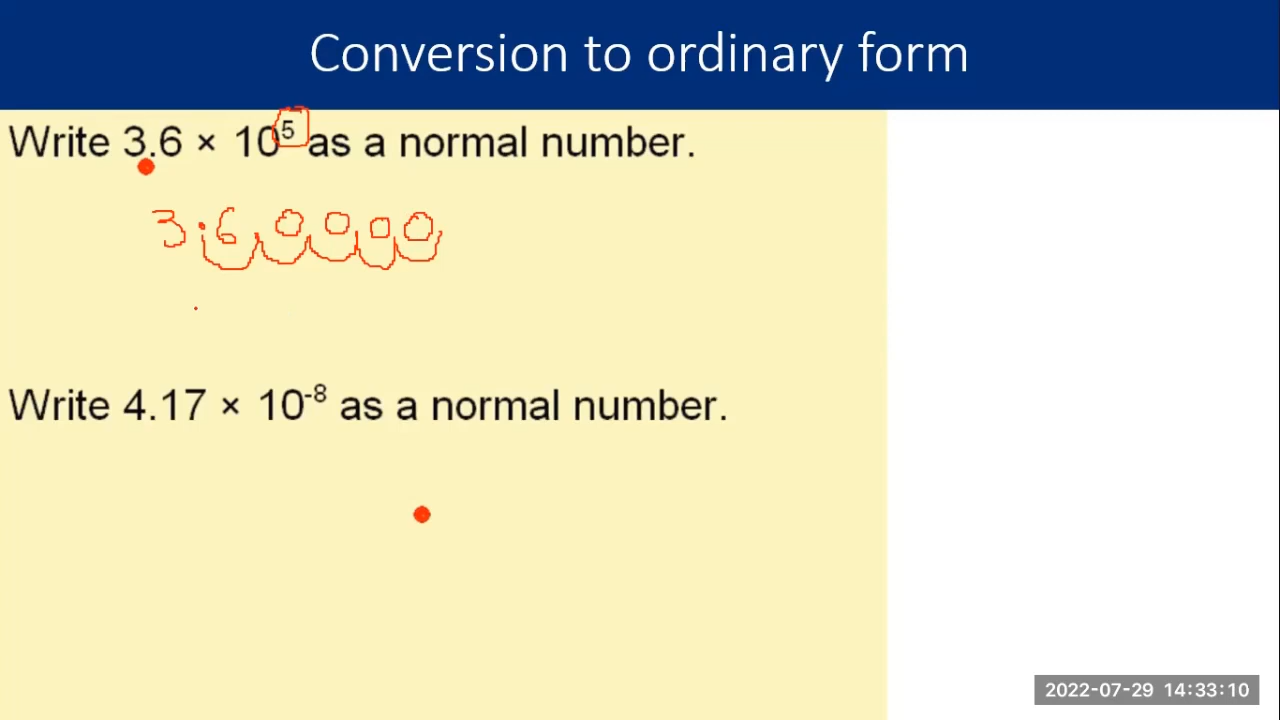 Conversion to ordinary form
Write 3.6 × 10⁵ as a normal number.
3.60000
Write 4.17 × 10⁻⁸ as a normal number.
2022-07-29 14:33:10